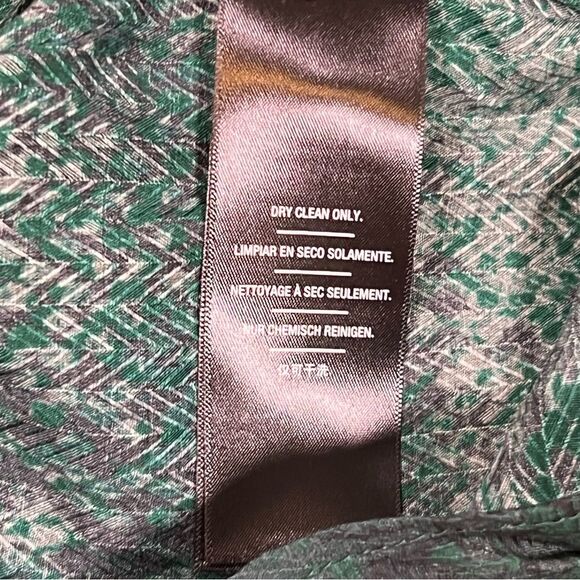 DRY CLEAN ONLY.
LIMPIAR EN SECO SOLAMENTE.
NETTOYAGE À SEC SEULEMENT.
NUR CHEMISCH REINIGEN.
仅可干洗